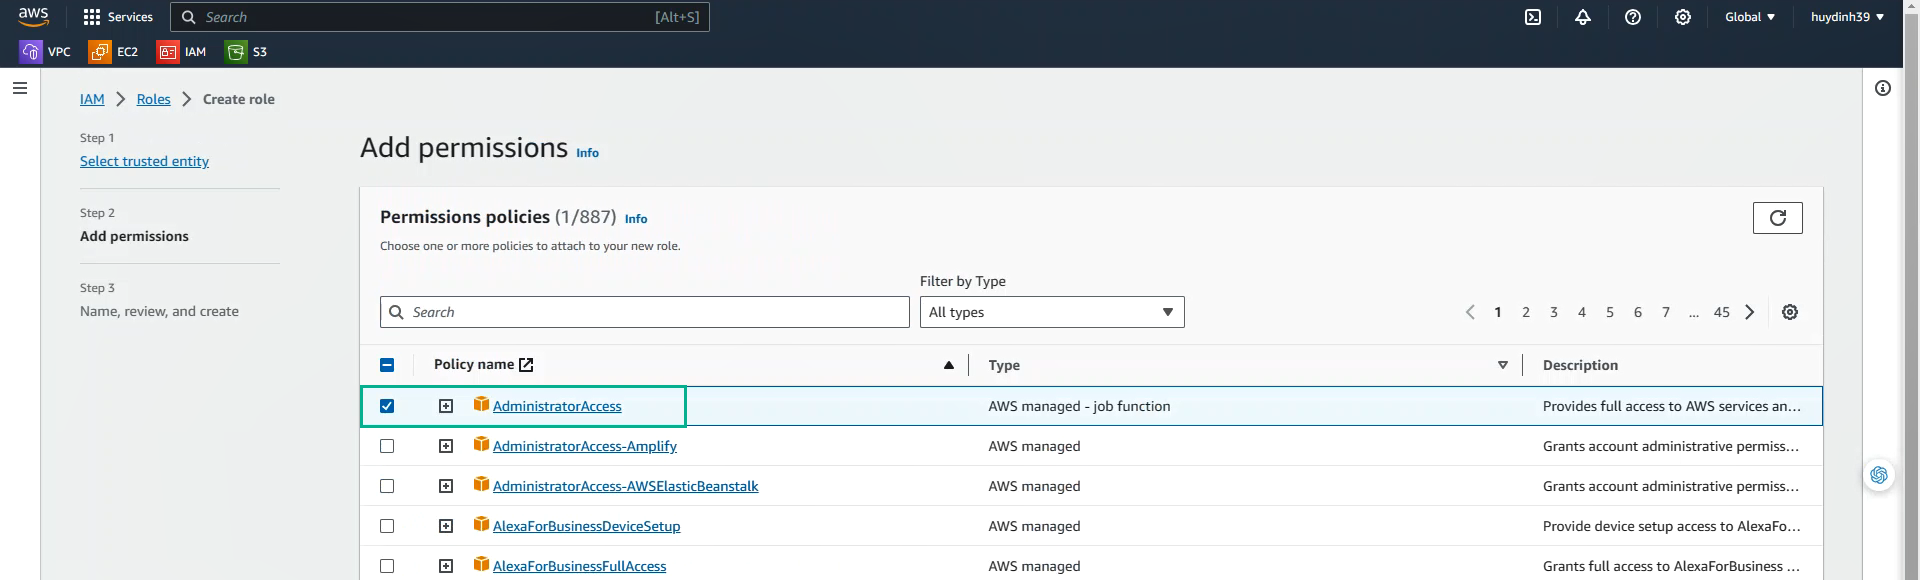 aws
Services
Search
[Alt+S]
Global
huydinh39
VPC
EC2
IAM
S3
IAM
Roles
Create role
Step 1
Select trusted entity
Step 2
Add permissions
Step 3
Name, review, and create
Add permissions Info
Permissions policies (1/887) Info
Choose one or more policies to attach to your new role.
Filter by Type
Search
All types
1 2 3 4 5 6 7 ... 45
Policy name
Type
Description
AdministratorAccess
AWS managed - job function
Provides full access to AWS services an...
AdministratorAccess-Amplify
AWS managed
Grants account administrative permiss...
AdministratorAccess-AWSElasticBeanstalk
AWS managed
Grants account administrative permiss...
AlexaForBusinessDeviceSetup
AWS managed
Provide device setup access to AlexaFo...
AlexaForBusinessFullAccess
AWS managed
Grants full access to AlexaForBusiness ...